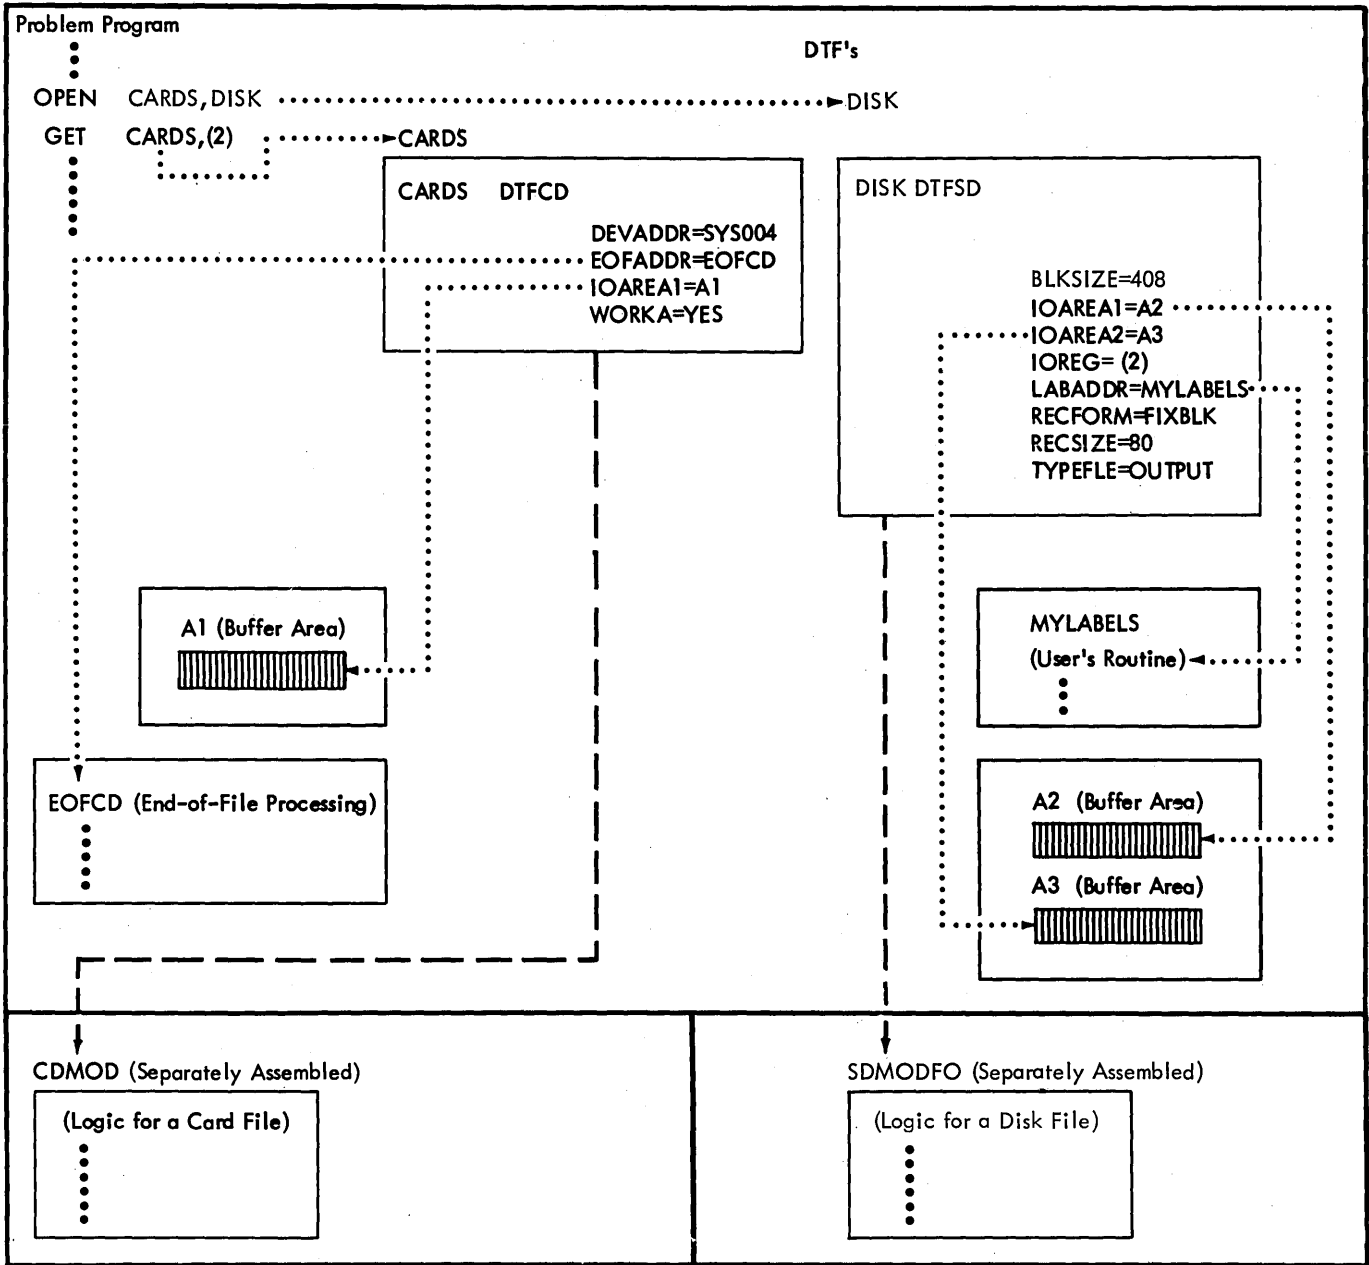 Problem Program
DTF's
OPEN CARDS,DISK DISK
GET CARDS,(2) CARDS
CARDS DTFCD
DEVADDR=SYS004
EOFADDR=EOFCD
IOAREA1=A1
WORKA=YES
DISK DTFSD
BLKSIZE=408
IOAREA1=A2
IOAREA2=A3
IOREG= (2)
LABADDR=MYLABELS
RECFORM=FIXBLK
RECSIZE=80
TYPEFLE=OUTPUT
A1 (Buffer Area)
MYLABELS
(User's Routine)
EOFCD (End-of-File Processing)
A2 (Buffer Area)
A3 (Buffer Area)
CDMOD (Separately Assembled)
(Logic for a Card File)
SDMODFO (Separately Assembled)
(Logic for a Disk File)